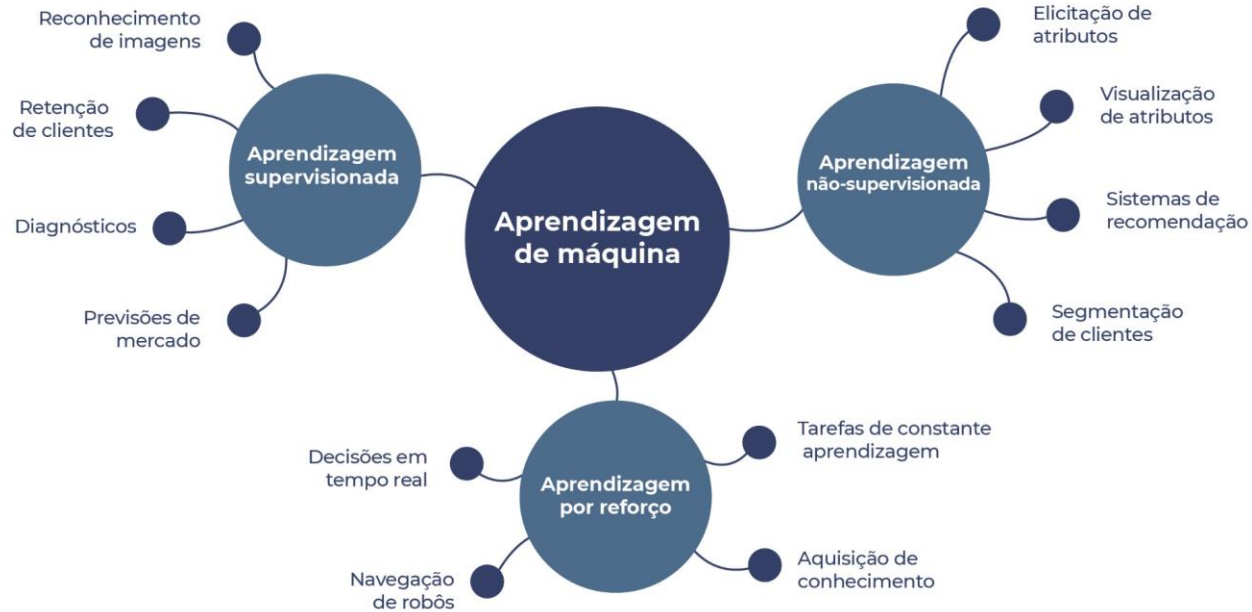 Reconhecimento
de imagens
Retenção
de clientes
Diagnósticos
Previsões de
mercado
Aprendizagem
supervisionada
Aprendizagem
de máquina
Aprendizagem
não-supervisionada
Elicitação de
atributos
Visualização
de atributos
Sistemas de
recomendação
Segmentação
de clientes
Aprendizagem
por reforço
Decisões em
tempo real
Navegação
de robôs
Tarefas de constante
aprendizagem
Aquisição de
conhecimento